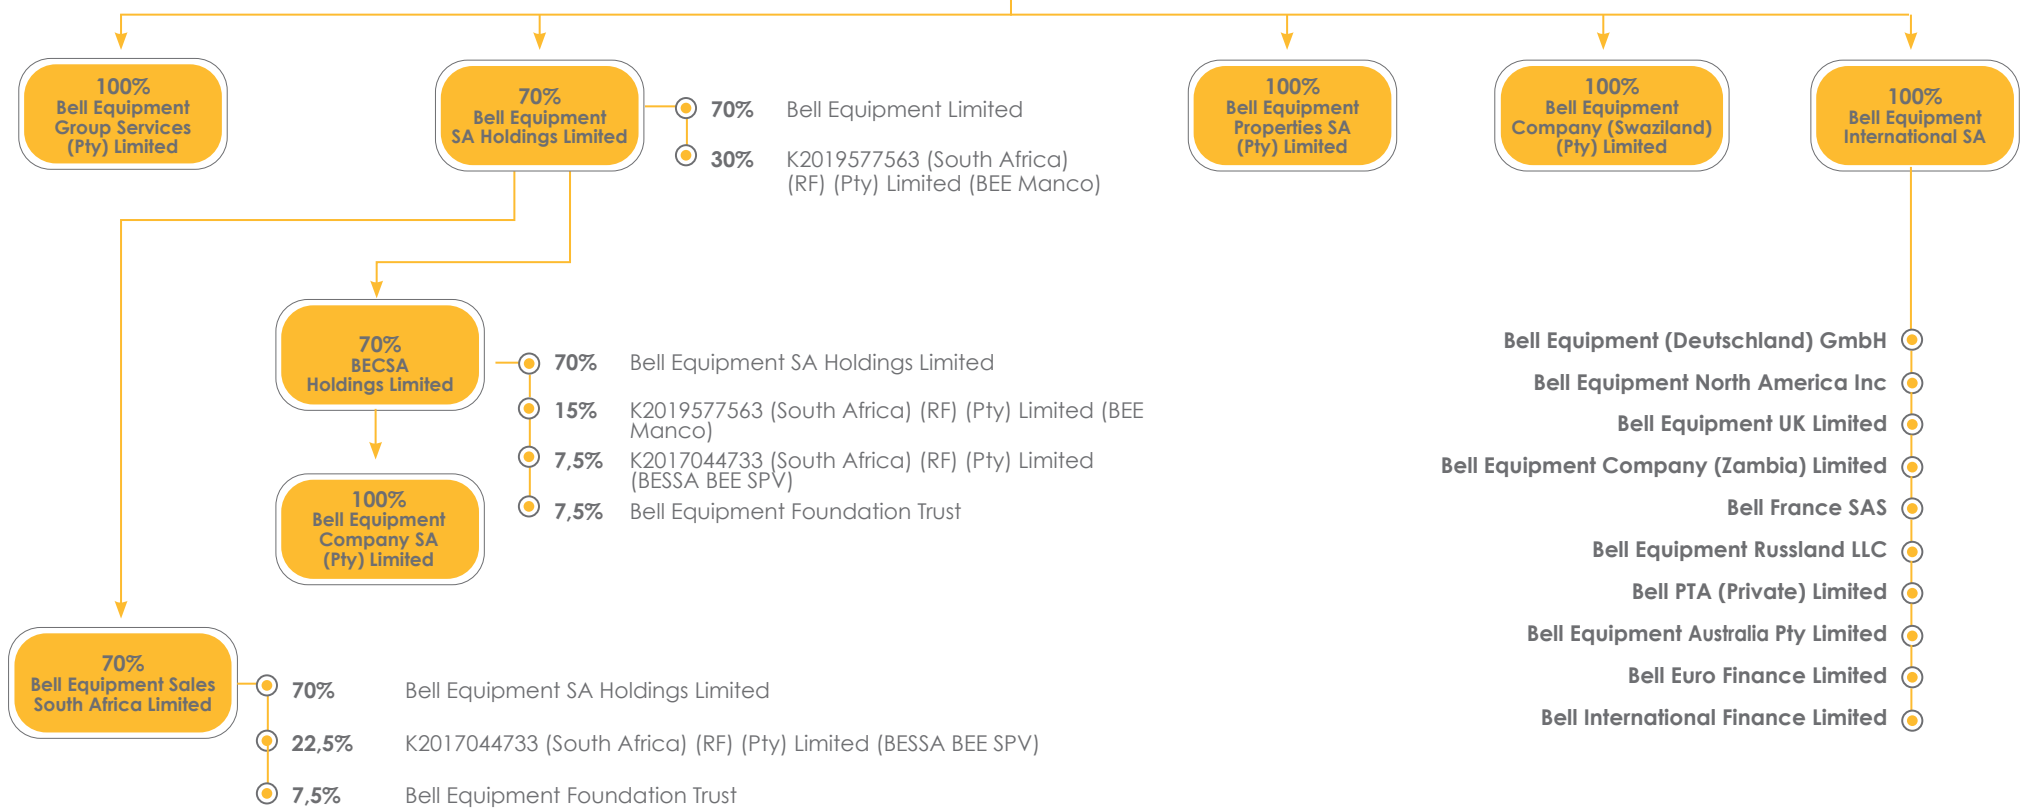 100%
Bell Equipment
Group Services
(Pty) Limited
70%
Bell Equipment
SA Holdings Limited
70% Bell Equipment Limited
30% K2019577563 (South Africa)
(RF) (Pty) Limited (BEE Manco)
100%
Bell Equipment
Properties SA
(Pty) Limited
100%
Bell Equipment
Company (Swaziland)
(Pty) Limited
100%
Bell Equipment
International SA
70%
BECSA
Holdings Limited
70% Bell Equipment SA Holdings Limited
15% K2019577563 (South Africa) (RF) (Pty) Limited (BEE
Manco)
7,5% K2017044733 (South Africa) (RF) (Pty) Limited
(BESSA BEE SPV)
7,5% Bell Equipment Foundation Trust
100%
Bell Equipment
Company SA
(Pty) Limited
70%
Bell Equipment Sales
South Africa Limited
70% Bell Equipment SA Holdings Limited
22,5% K2017044733 (South Africa) (RF) (Pty) Limited (BESSA BEE SPV)
7,5% Bell Equipment Foundation Trust
Bell Equipment (Deutschland) GmbH
Bell Equipment North America Inc
Bell Equipment UK Limited
Bell Equipment Company (Zambia) Limited
Bell France SAS
Bell Equipment Russland LLC
Bell PTA (Private) Limited
Bell Equipment Australia Pty Limited
Bell Euro Finance Limited
Bell International Finance Limited